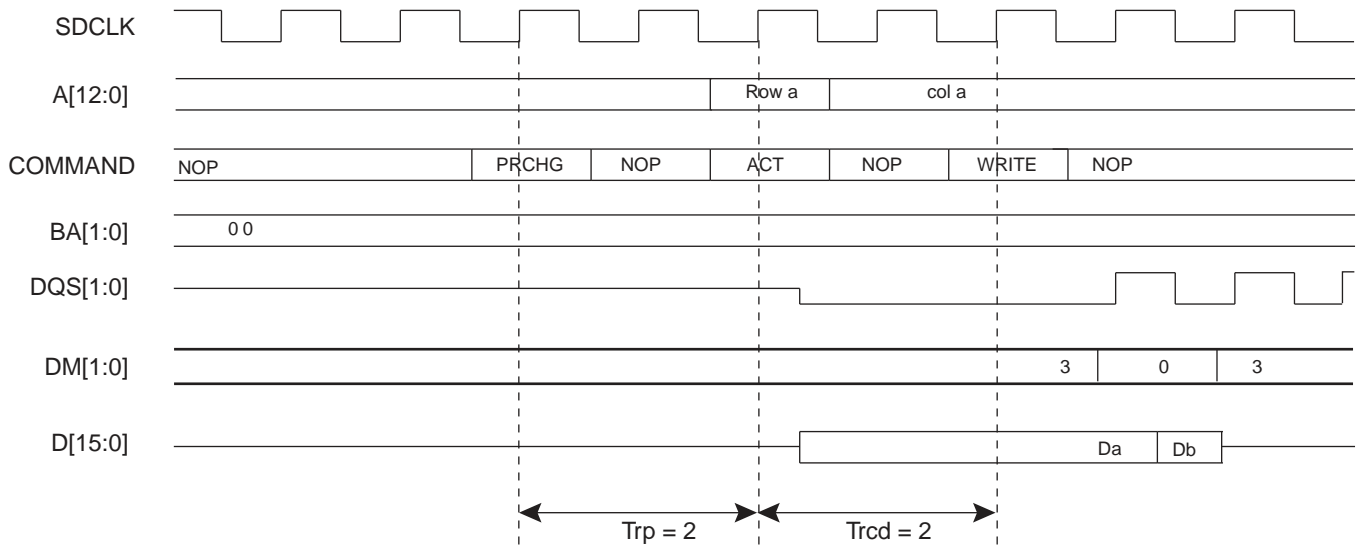 SDCLK
A[12:0] Row a col a
COMMAND NOP PRCHG NOP ACT NOP WRITE NOP
BA[1:0] 0 0
DQS[1:0]
DM[1:0] 3 0 3
D[15:0] Da Db
Trp = 2 Trcd = 2